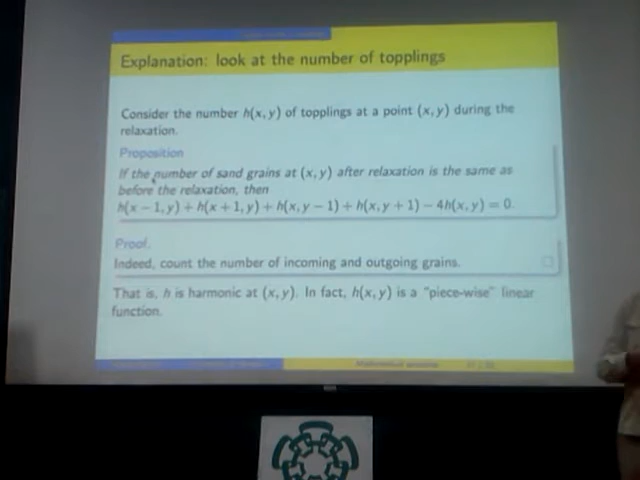 Explanation: look at the number of topplings
Consider the number h(x, y) of topplings at a point (x, y) during the
relaxation.
Proposition
If the number of sand grains at (x, y) after relaxation is the same as
before the relaxation, then
h(x − 1, y) + h(x + 1, y) + h(x, y − 1) + h(x, y + 1) − 4h(x, y) = 0.
Proof.
Indeed, count the number of incoming and outgoing grains.
That is, h is harmonic at (x, y). In fact, h(x, y) is a "piece-wise" linear
function.